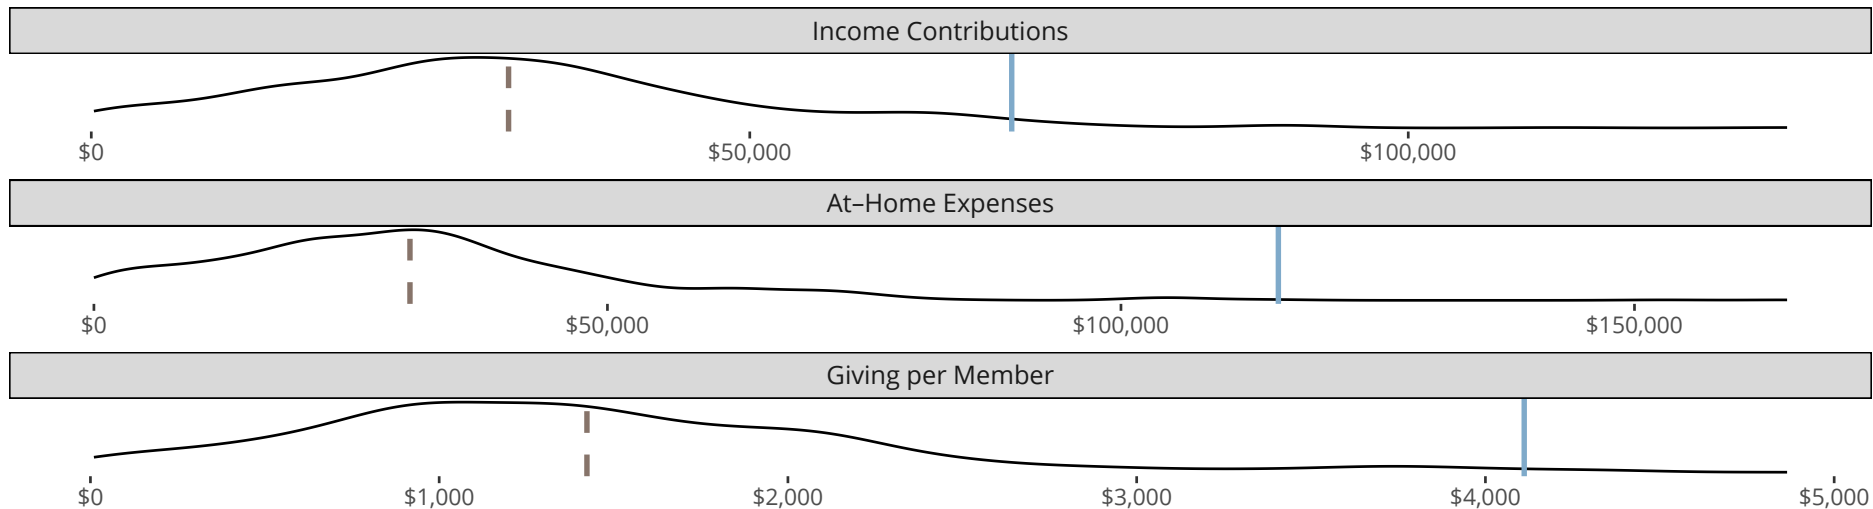 Income Contributions
$0 $50,000 $100,000
At–Home Expenses
$0 $50,000 $100,000 $150,000
Giving per Member
$0 $1,000 $2,000 $3,000 $4,000 $5,000